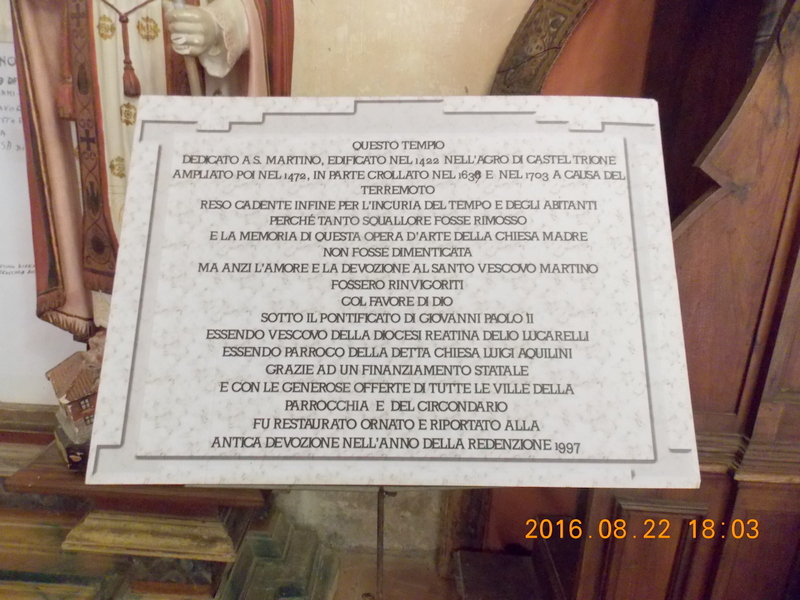 QUESTO TEMPIO
DEDICATO A S. MARTINO, EDIFICATO NEL 1422 NELL'AGRO DI CASTEL TRIONE
AMPLIATO POI NEL 1472, IN PARTE CROLLATO NEL 1639 E NEL 1703 A CAUSA DEL
TERREMOTO
RESO CADENTE INFINE PER L'INCURIA DEL TEMPO E DEGLI ABITANTI
PERCHÉ TANTO SQUALLORE FOSSE RIMOSSO
E LA MEMORIA DI QUESTA OPERA D'ARTE DELLA CHIESA MADRE
NON FOSSE DIMENTICATA
MA ANZI L'AMORE E LA DEVOZIONE AL SANTO VESCOVO MARTINO
FOSSERO RINVIGORITI
COL FAVORE DI DIO
SOTTO IL PONTIFICATO DI GIOVANNI PAOLO II
ESSENDO VESCOVO DELLA DIOCESI REATINA DELIO LUCARELLI
ESSENDO PARROCO DELLA DETTA CHIESA LUIGI AQUILINI
GRAZIE AD UN FINANZIAMENTO STATALE
E CON LE GENEROSE OFFERTE DI TUTTE LE VILLE DELLA
PARROCCHIA E DEL CIRCONDARIO
FU RESTAURATO ORNATO E RIPORTATO ALLA
ANTICA DEVOZIONE NELL'ANNO DELLA REDENZIONE 1997
2016.08.22 18:03